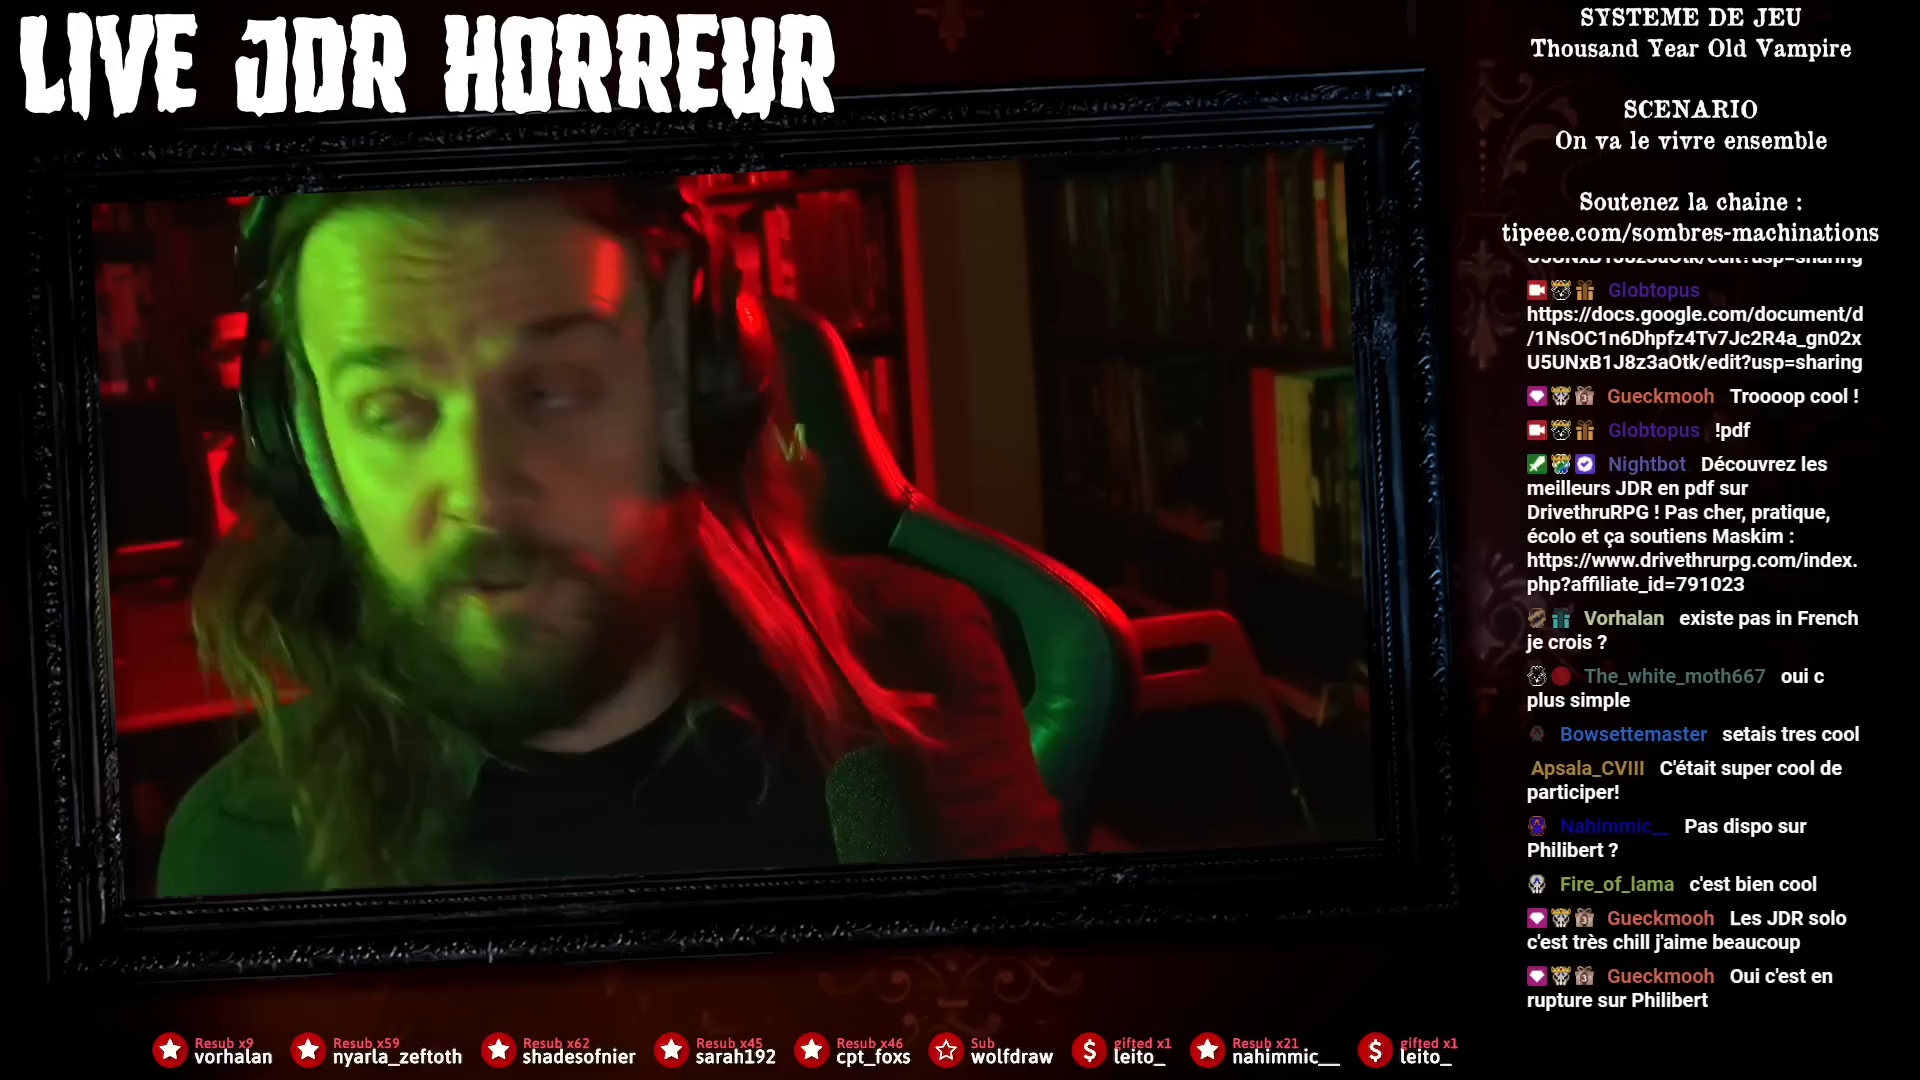 LIVE JDR HORREUR
SYSTEME DE JEU
Thousand Year Old Vampire
SCENARIO
On va le vivre ensemble
Soutenez la chaine :
tipeee.com/sombres-machinations
U5UNxB1J8z3aOtk/edit?usp=sharing
Globtopus
https://docs.google.com/document/d
/1NsOC1n6Dhpfz4Tv7Jc2R4a_gn02x
U5UNxB1J8z3aOtk/edit?usp=sharing
Gueckmooh Troooop cool !
Globtopus !pdf
Nightbot Découvrez les
meilleurs JDR en pdf sur
DrivethruRPG ! Pas cher, pratique,
écolo et ça soutiens Maskim :
https://www.drivethrurpg.com/index.
php?affiliate_id=791023
Vorhalan existe pas in French
je crois ?
The_white_moth667 oui c
plus simple
Bowsettemaster setais tres cool
Apsala_CVIII C'était super cool de
participer!
Nahimmic__ Pas dispo sur
Philibert ?
Fire_of_lama c'est bien cool
Gueckmooh Les JDR solo
c'est très chill j'aime beaucoup
Gueckmooh Oui c'est en
rupture sur Philibert
Resub x9
vorhalan
Resub x59
nyarla_zeftoth
Resub x62
shadesofnier
Resub x45
sarah192
Resub x46
cpt_foxs
Sub
wolfdraw
$
gifted x1
leito_
Resub x21
nahimmic__
$
gifted x1
leito_